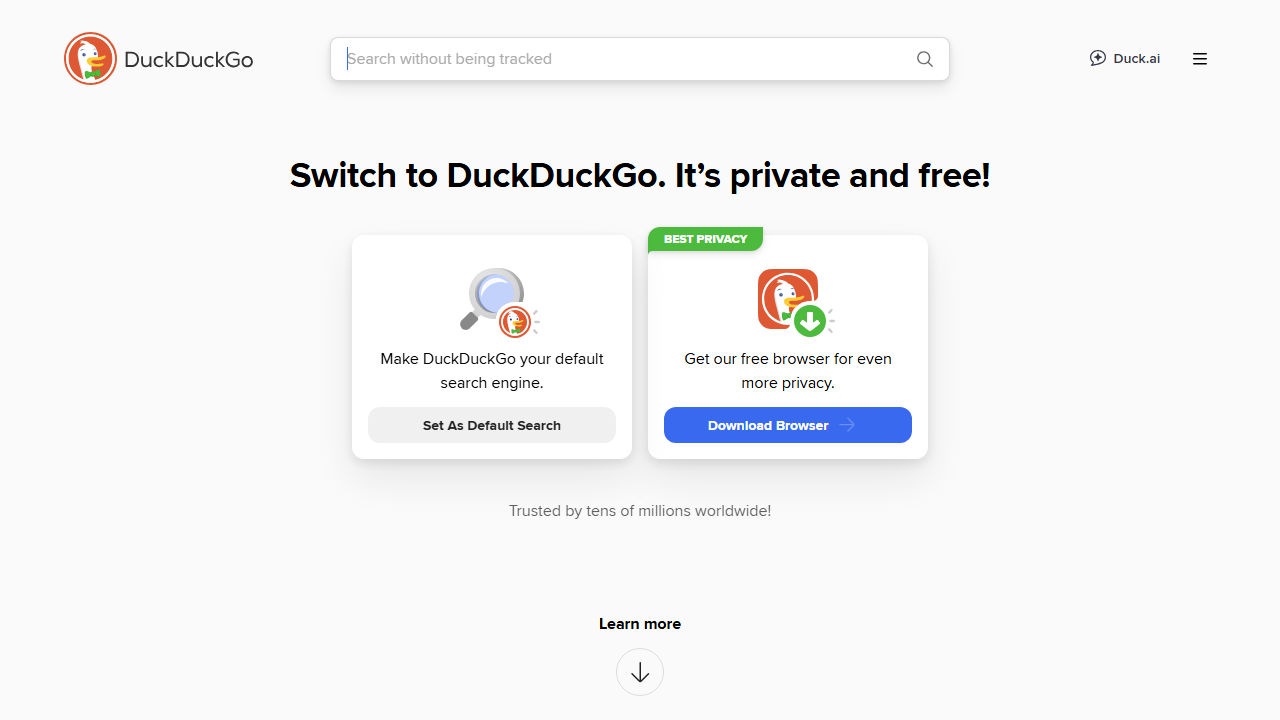 DuckDuckGo
Search without being tracked
Duck.ai
Switch to DuckDuckGo. It’s private and free!
BEST PRIVACY
Make DuckDuckGo your default
search engine.
Set As Default Search
Get our free browser for even
more privacy.
Download Browser
Trusted by tens of millions worldwide!
Learn more